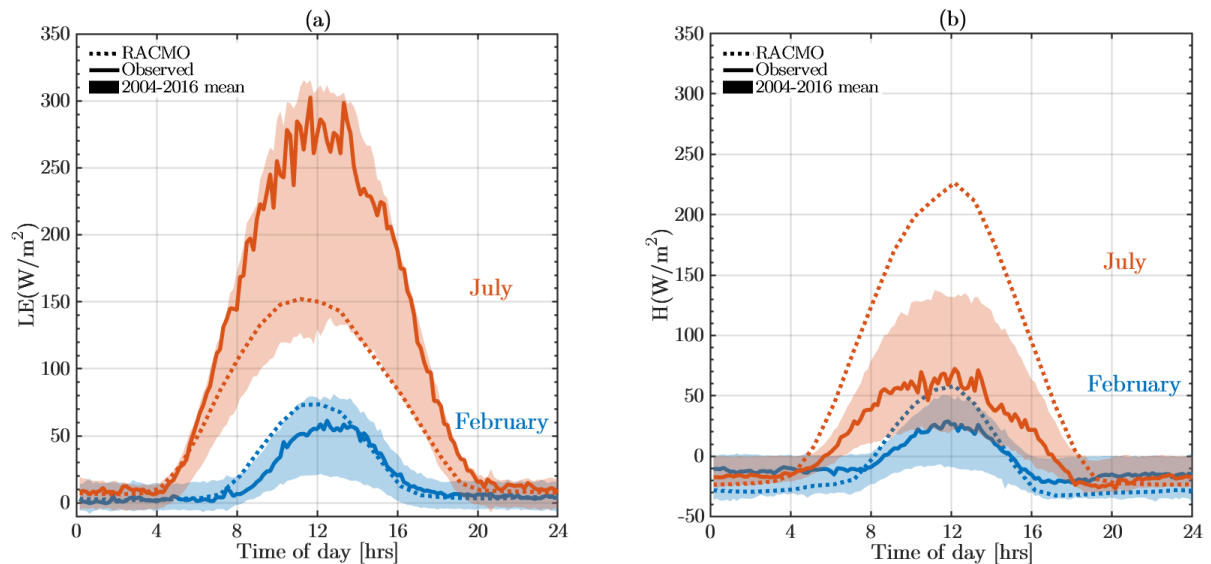 (a)
RACMO
Observed
2004-2016 mean
350
300
250
200
150
100
50
0
LE(W/m²)
July
February
0 4 8 12 16 20 24
Time of day [hrs]
(b)
RACMO
Observed
2004-2016 mean
350
300
250
200
150
100
50
0
-50
H(W/m²)
July
February
0 4 8 12 16 20 24
Time of day [hrs]